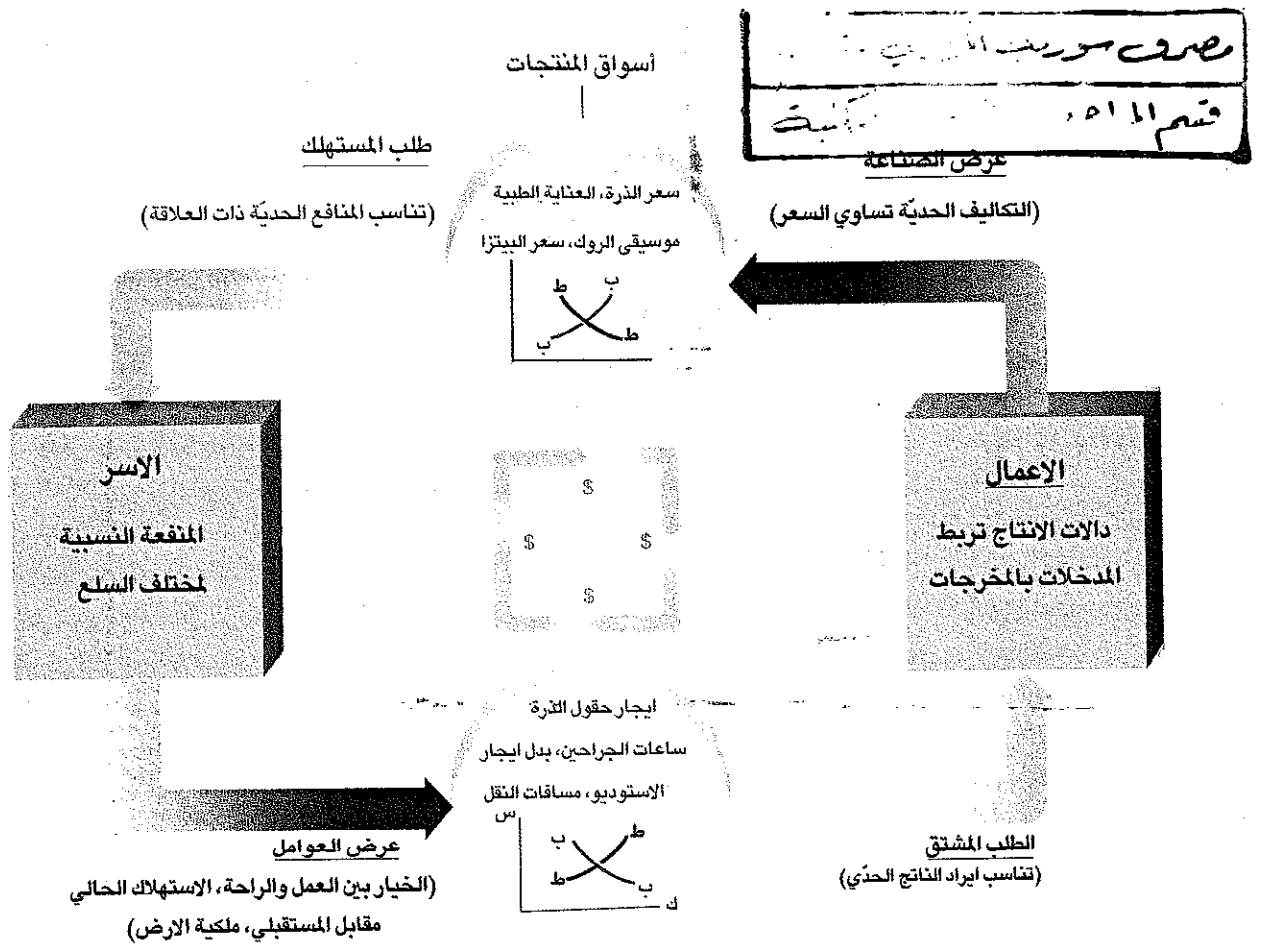 مصرف سورية
قسم
أسواق المنتجات
عرض الصناعة
(التكاليف الحديّة تساوي السعر)
طلب المستهلك
(تناسب المنافع الحديّة ذات العلاقة)
سعر الذرة، العناية الطبية
موسيقى الروك، سعر البيتزا
ط ب
ب ط
الاعمال
دالات الانتاج تربط
المدخلات بالمخرجات
$
$ $
$
الاسر
المنفعة النسبية
لمختلف السلع
ايجار حقول الذرة
ساعات الجراحين، بدل ايجار
الاستوديو، مسافات النقل
س
ب ط
ط ب
ك
الطلب المشتق
(تناسب ايراد الناتج الحدّي)
عرض العوامل
(الخيار بين العمل والراحة، الاستهلاك الحالي
مقابل المستقبلي، ملكية الارض)